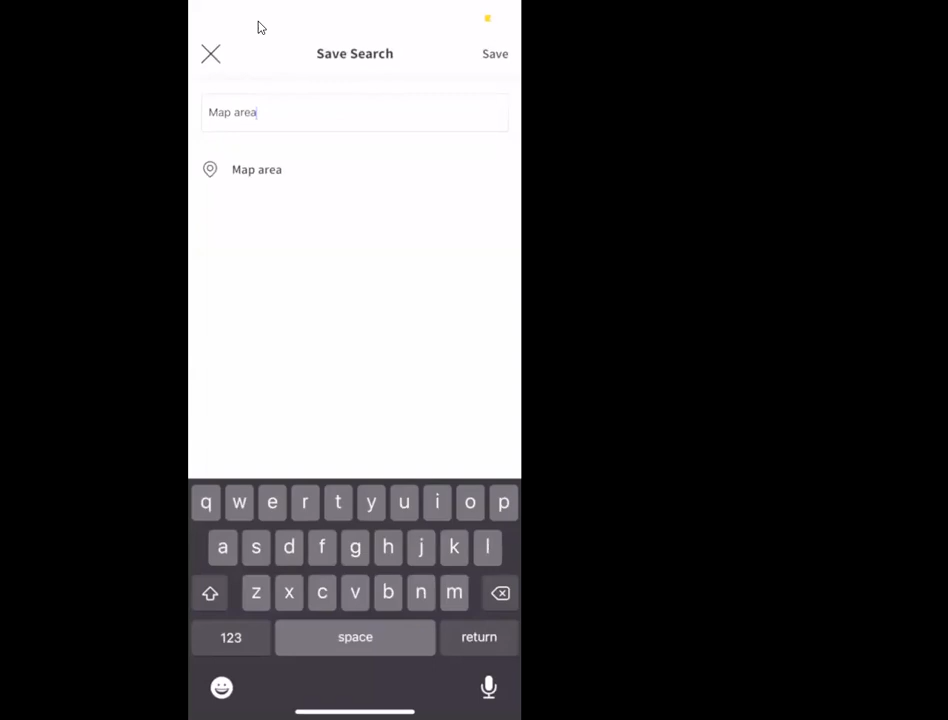 Save Search
Save
Map area
Map area
q w e r t y u i o p
a s d f g h j k l
z x c v b n m
123 space return